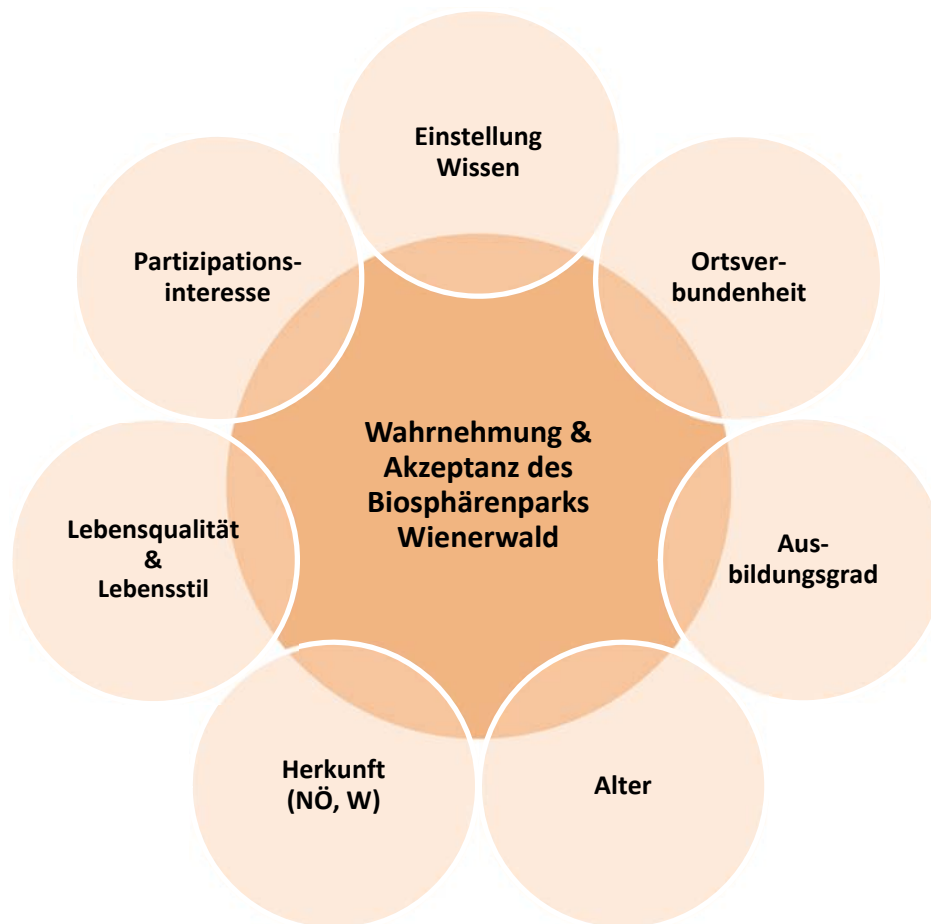 Einstellung
Wissen
Partizipations-
interesse
Ortsver-
bundenheit
Wahrnehmung &
Akzeptanz des
Biosphärenparks
Wienerwald
Lebensqualität
&
Lebensstil
Aus-
bildungsgrad
Herkunft
(NÖ, W)
Alter